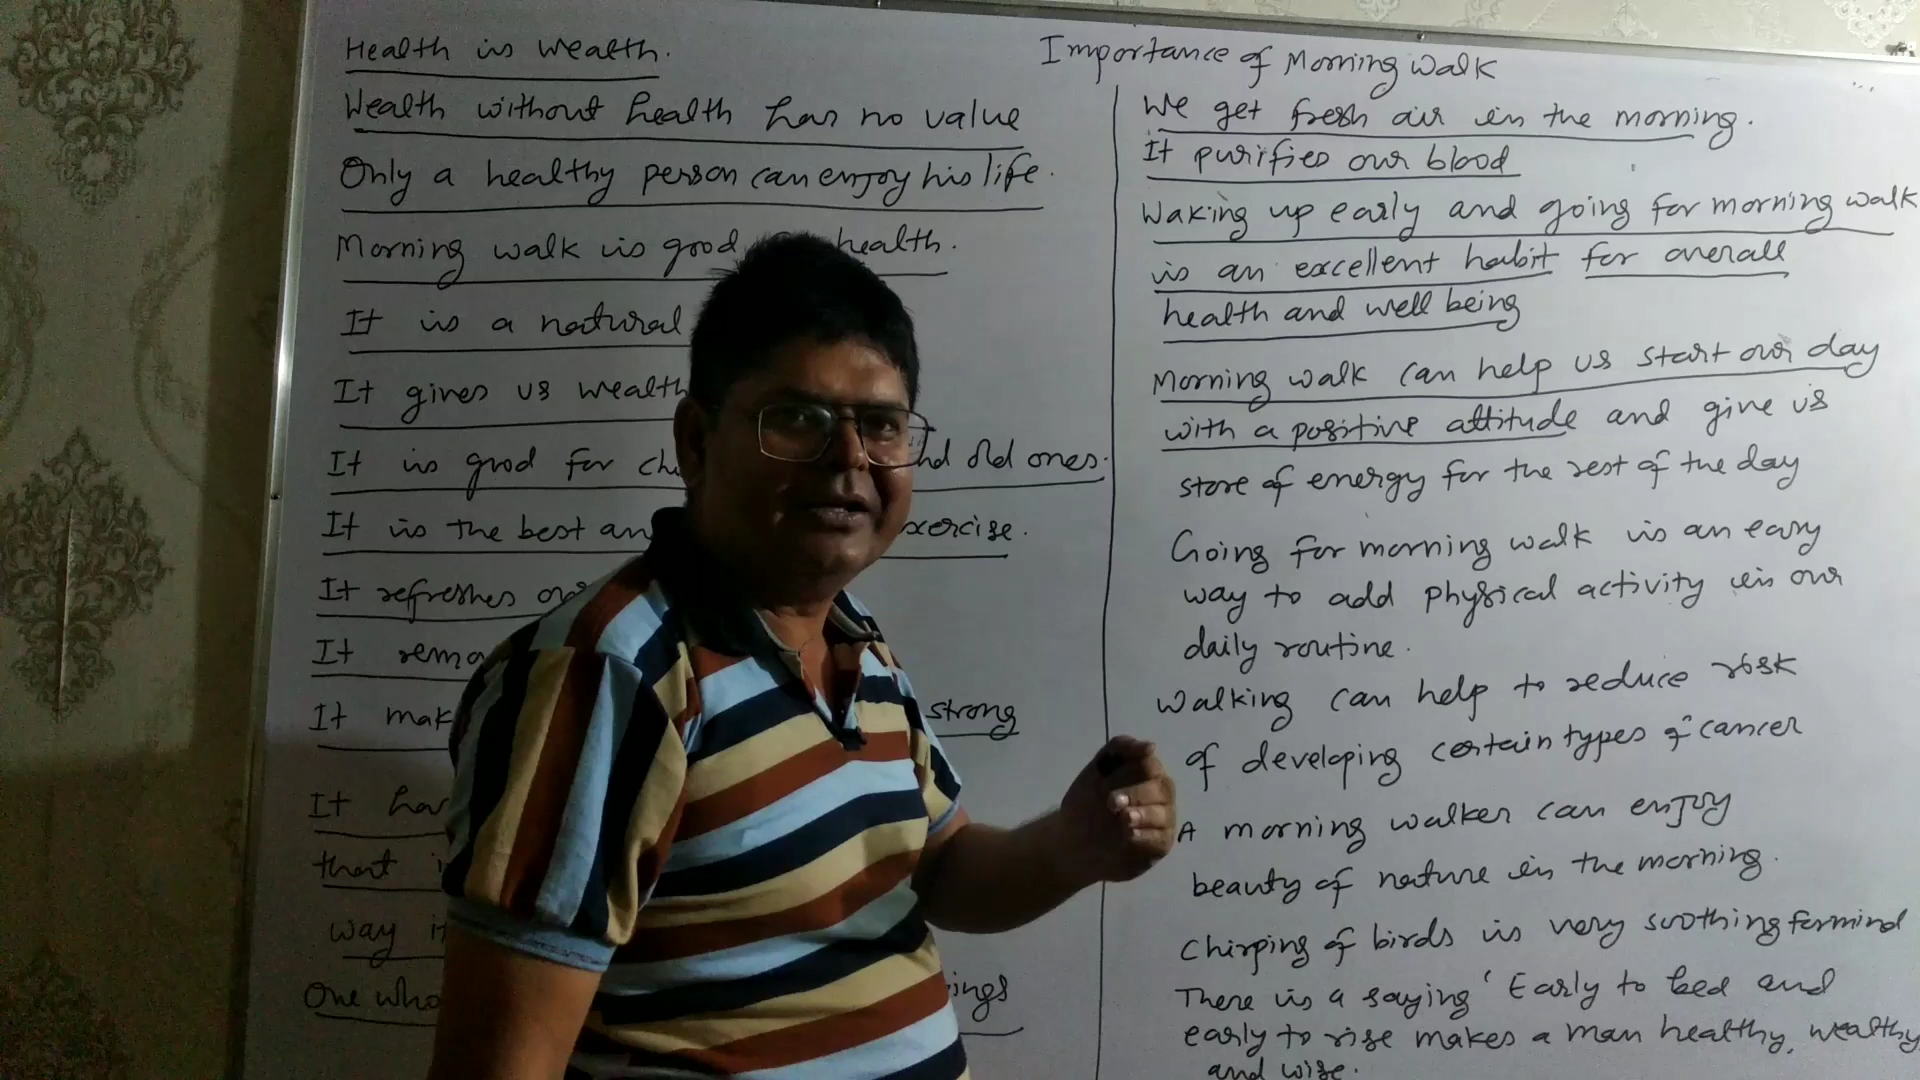 Importance of Morning Walk
Health is wealth.
Wealth without health has no value
Only a healthy person can enjoy his life.
Morning walk is good health.
It is a natural
It gives us wealth
It is good for old ones.
It is the best
It refreshes
It
It strong
It
that
way
One who
We get fresh air in the morning.
It purifies our blood
Waking up early and going for morning walk
is an excellent habit for overall
health and well being
Morning walk can help us start our day
with a positive attitude and give us
store of energy for the rest of the day
Going for morning walk is an easy
way to add physical activity in our
daily routine.
Walking can help to reduce risk
of developing certain types of cancer
A morning walker can enjoy
beauty of nature in the morning.
Chirping of birds is very soothing for mind
There is a saying 'Early to bed and
early to rise makes a man healthy, wealthy
and wise.